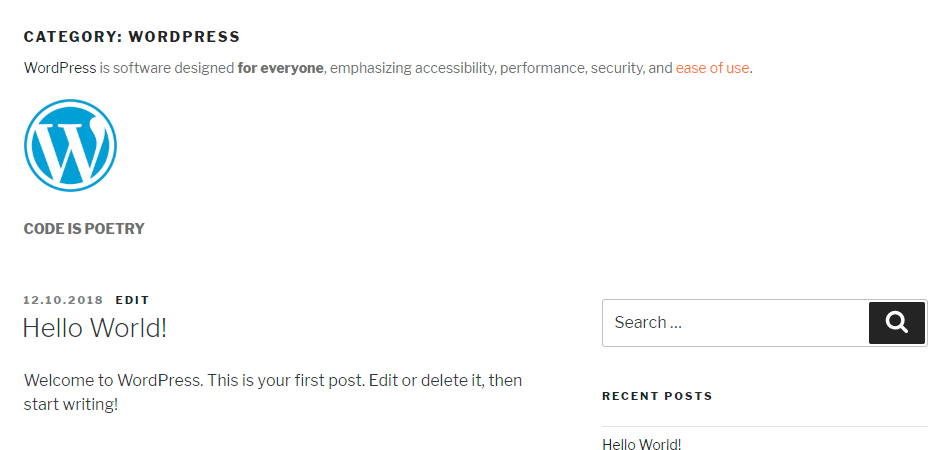 CATEGORY: WORDPRESS
WordPress is software designed for everyone, emphasizing accessibility, performance, security, and ease of use.
W
CODE IS POETRY
12.10.2018 EDIT
Hello World!
Welcome to WordPress. This is your first post. Edit or delete it, then
start writing!
Search …
RECENT POSTS
Hello World!